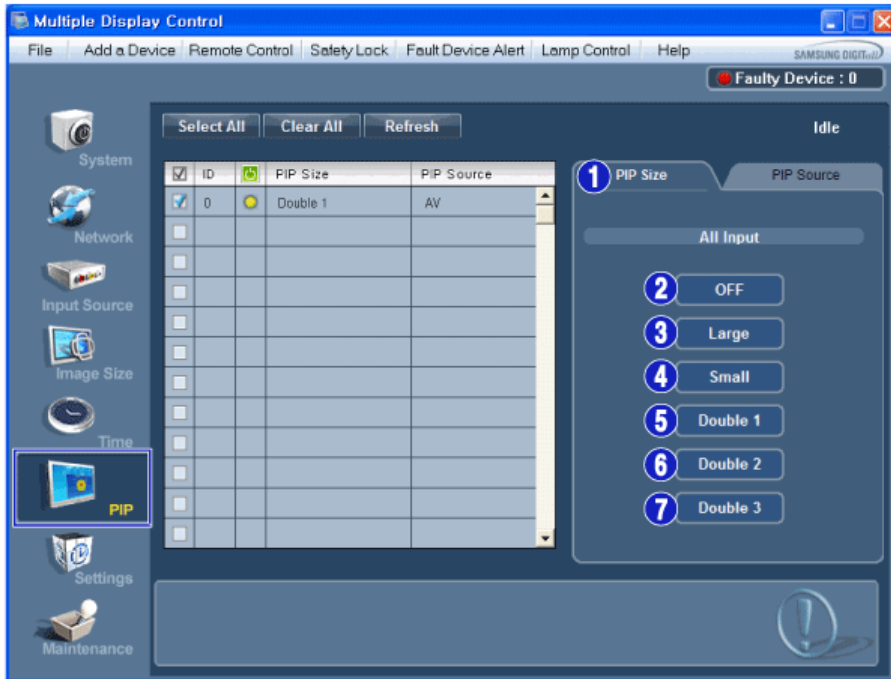 Multiple Display Control
File Add a Device Remote Control Safety Lock Fault Device Alert Lamp Control Help SAMSUNG DIGITall
Faulty Device : 0
System
Network
Input Source
Image Size
Time
PIP
Settings
Maintenance
Select All Clear All Refresh
Idle
ID PIP Size PIP Source
0 Double 1 AV
1 PIP Size PIP Source
All Input
2 OFF
3 Large
4 Small
5 Double 1
6 Double 2
7 Double 3